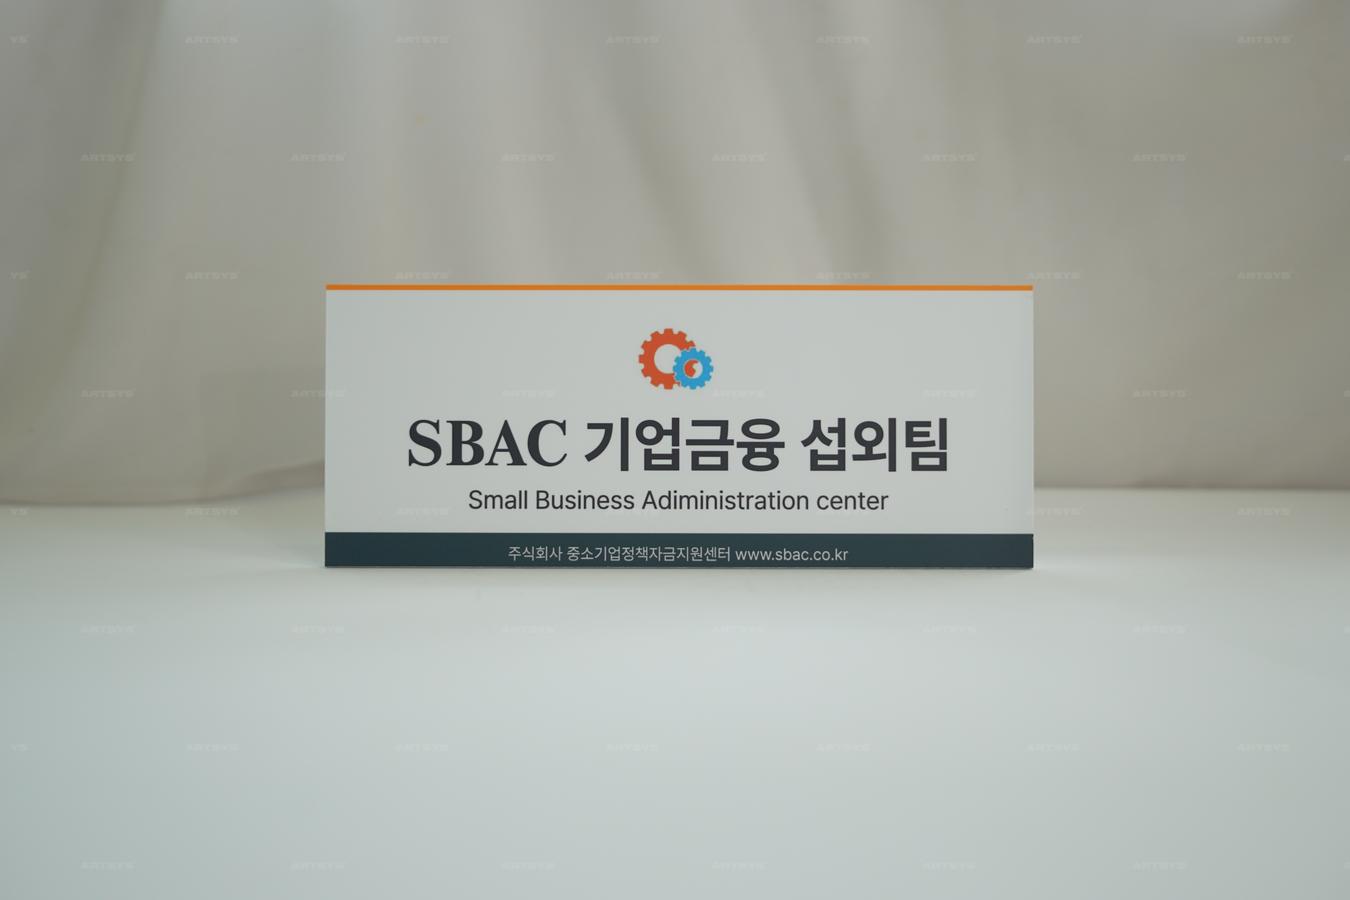 SBAC 기업금융 섭외팀
Small Business Adiministration center
주식회사 중소기업정책자금지원센터 www.sbac.co.kr
ARTSYS